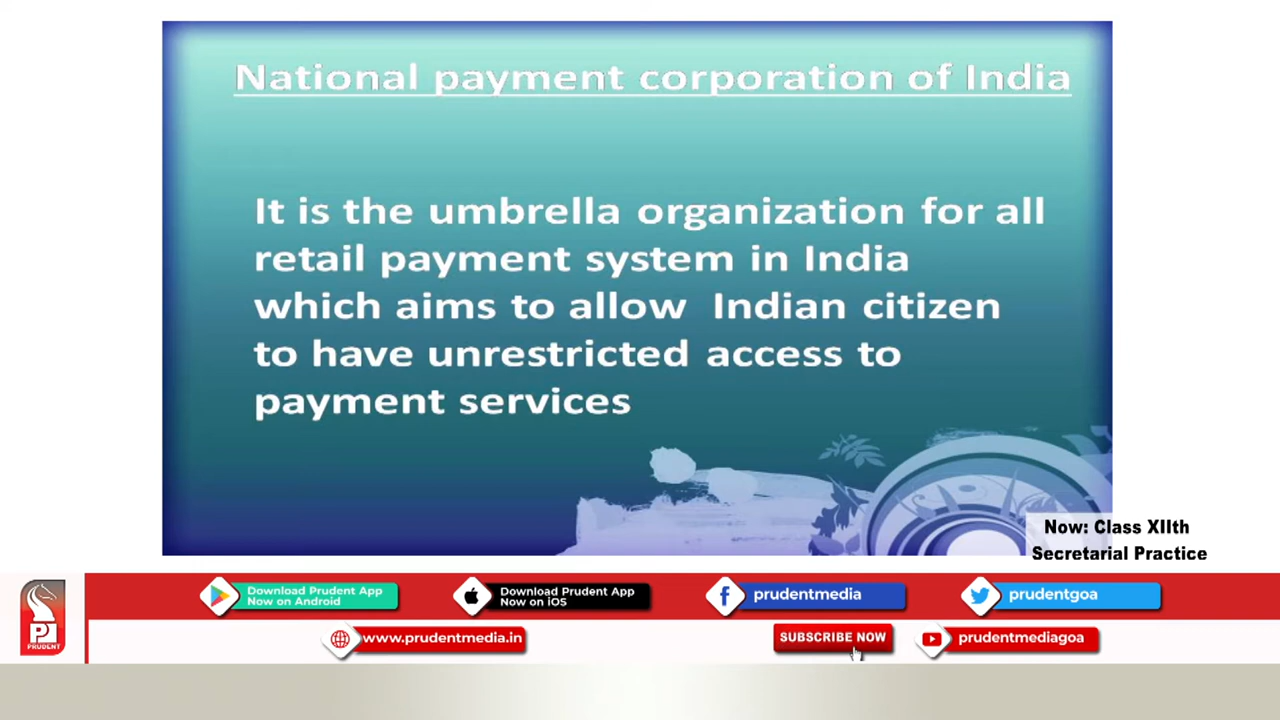 National payment corporation of India
It is the umbrella organization for all
retail payment system in India
which aims to allow Indian citizen
to have unrestricted access to
payment services
Now: Class XIIth
Secretarial Practice
PRUDENT
Download Prudent App
Now on Android
Download Prudent App
Now on iOS
prudentmedia
prudentgoa
www.prudentmedia.in
SUBSCRIBE NOW
prudentmediagoa